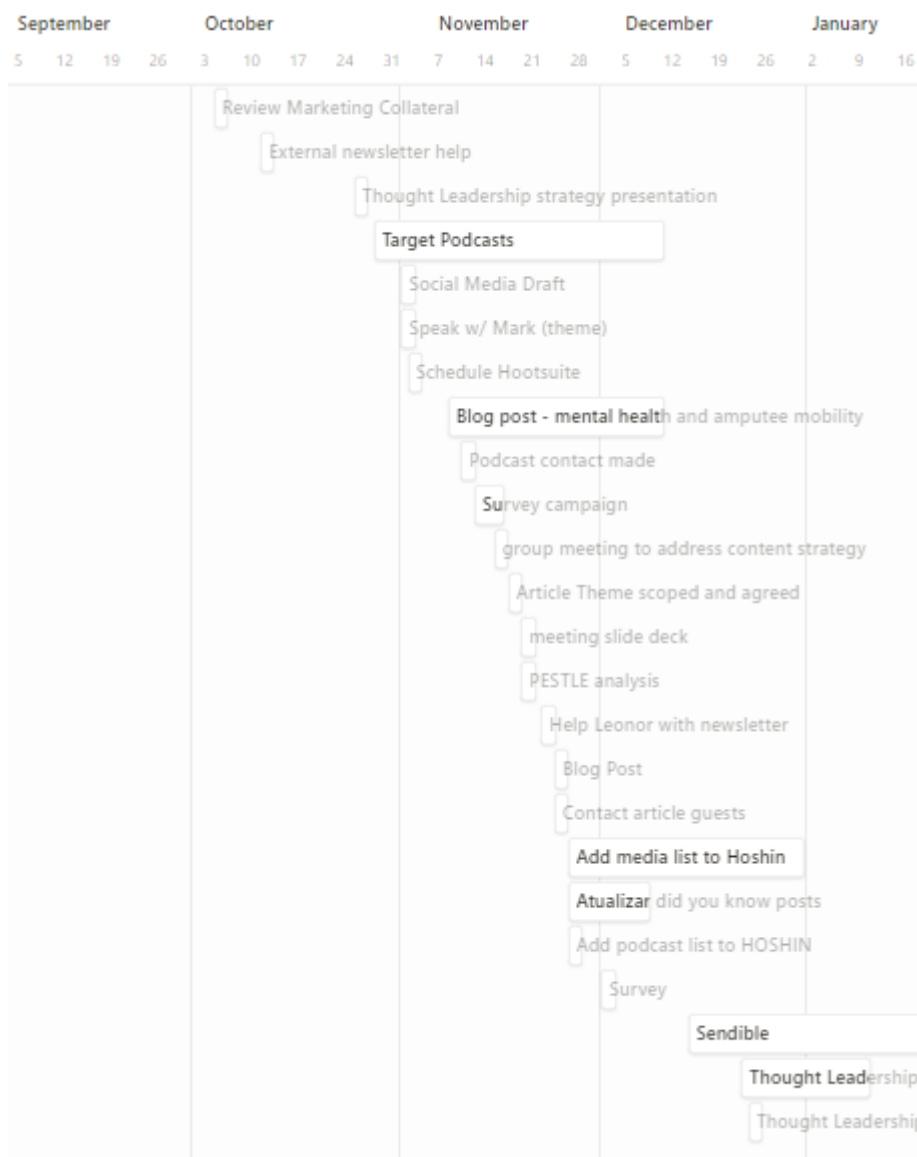 September October November December January
5 12 19 26 3 10 17 24 31 7 14 21 28 5 12 19 26 2 9 16
Review Marketing Collateral
External newsletter help
Thought Leadership strategy presentation
Target Podcasts
Social Media Draft
Speak w/ Mark (theme)
Schedule Hootsuite
Blog post - mental health and amputee mobility
Podcast contact made
Survey campaign
group meeting to address content strategy
Article Theme scoped and agreed
meeting slide deck
PESTLE analysis
Help Leonor with newsletter
Blog Post
Contact article guests
Add media list to Hoshin
Atualizar did you know posts
Add podcast list to HOSHIN
Survey
Sendible
Thought Leadership
Thought Leadership